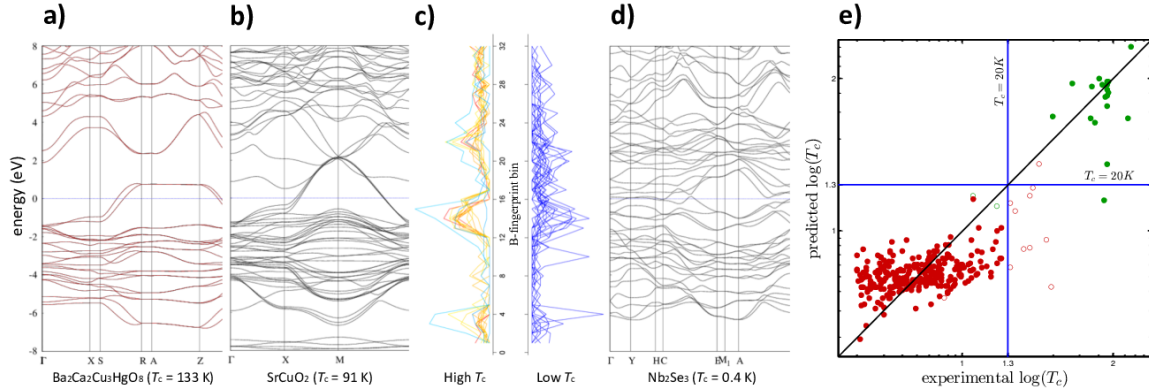 a) b) c) d) e)
energy (eV)
8
6
4
2
0
-2
-4
-6
-8
Γ X S R A Z
Ba₂Ca₂Cu₃HgO₈ (Tc = 133 K)
Γ X M
SrCuO₂ (Tc = 91 K)
32
28
24
20
16
12
8
4
0
B-fingerprint bin
High Tc Low Tc
Γ Y H C E M₁ A
Nb₂Se₃ (Tc = 0.4 K)
predicted log(Tc)
2
1.3
1
Tc = 20K
Tc = 20K
1 1.3 2
experimental log(Tc)